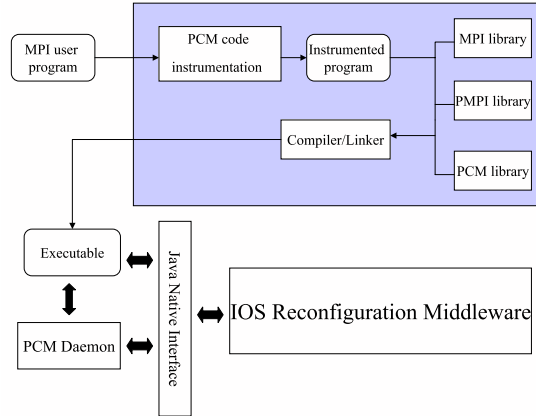 MPI user
program
PCM code
instrumentation
Instrumented
program
MPI library
PMPI library
PCM library
Compiler/Linker
Executable
PCM Daemon
Java Native Interface
IOS Reconfiguration Middleware